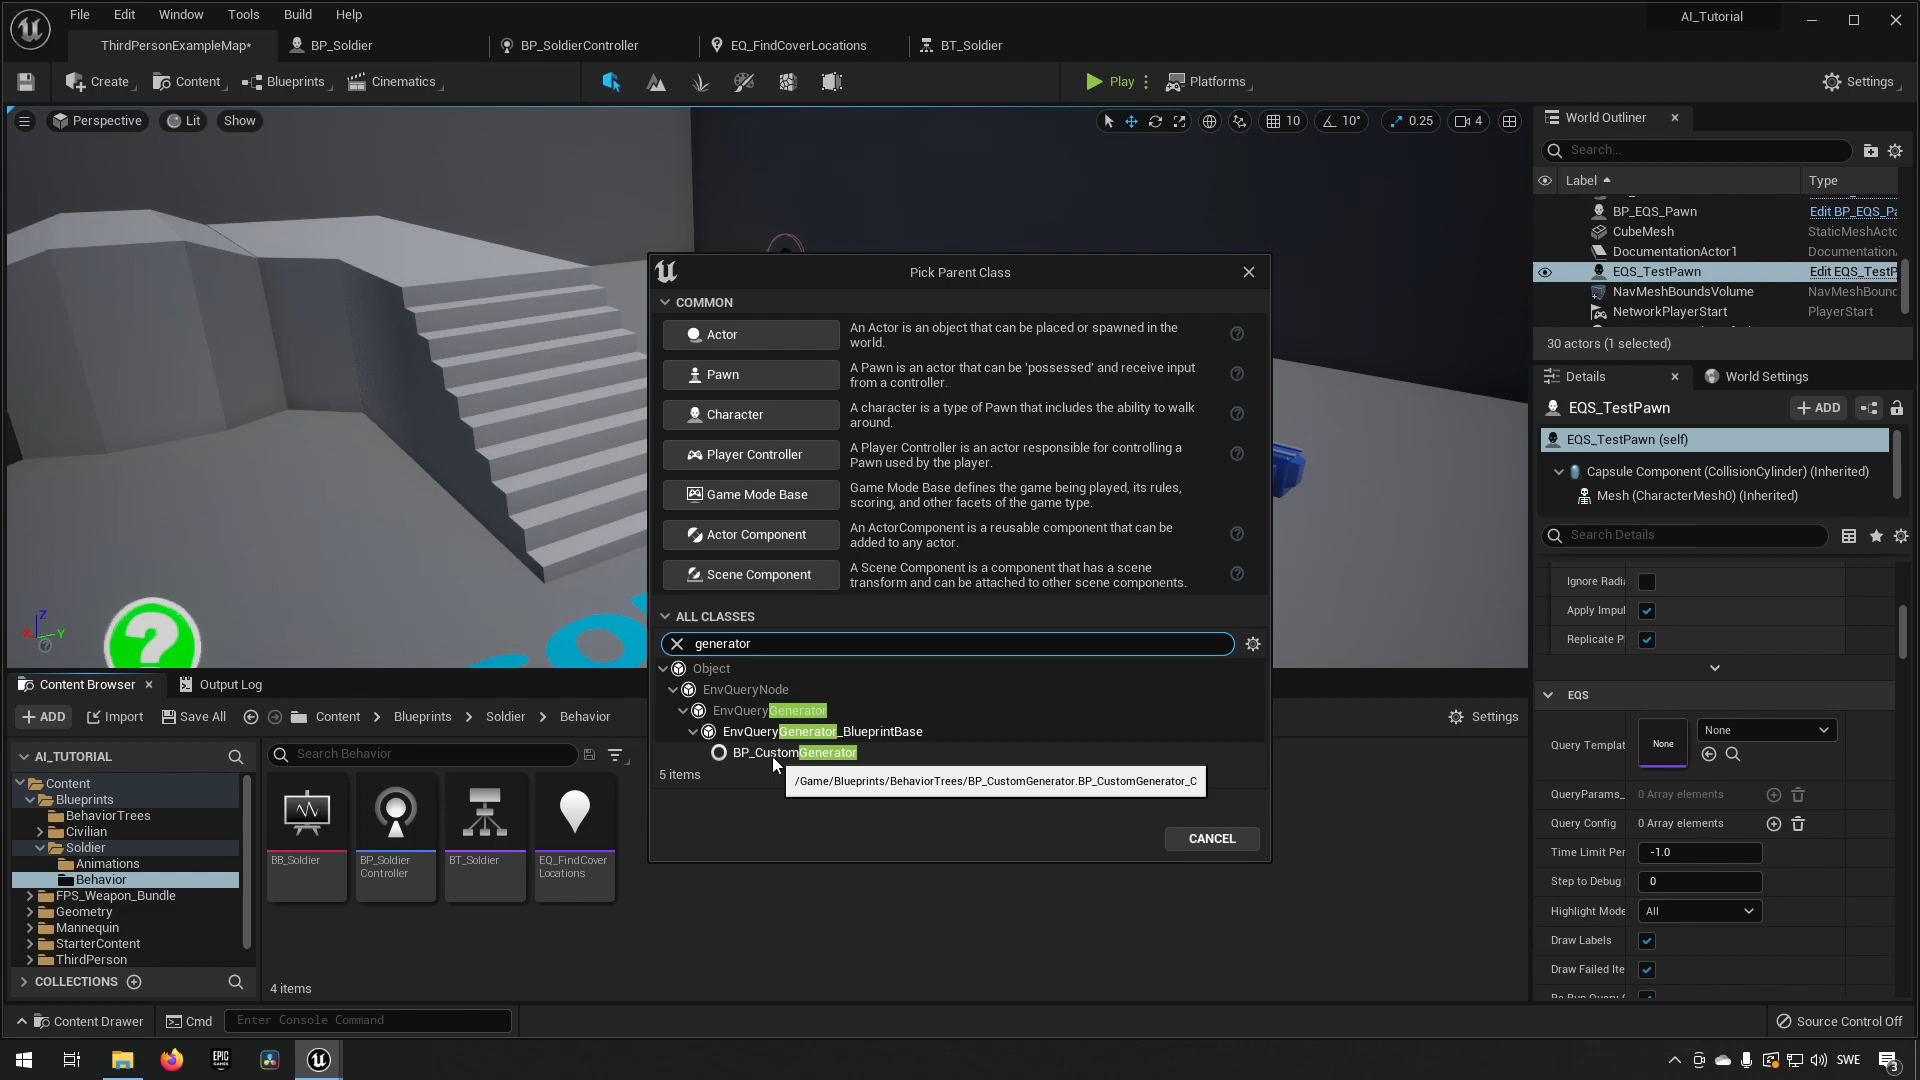 File Edit Window Tools Build Help
AI_Tutorial
ThirdPersonExampleMap*
BP_Soldier
BP_SoldierController
EQ_FindCoverLocations
BT_Soldier
Create
Content
Blueprints
Cinematics
Play
Platforms
Settings
Perspective
Lit
Show
10
10°
0.25
4
World Outliner
Search...
Label
Type
BP_EQS_Pawn
Edit BP_EQS_Pa
CubeMesh
StaticMeshActo
DocumentationActor1
Documentation
EQS_TestPawn
Edit EQS_TestP
NavMeshBoundsVolume
NavMeshBound
NetworkPlayerStart
PlayerStart
30 actors (1 selected)
Details
World Settings
EQS_TestPawn
ADD
EQS_TestPawn (self)
Capsule Component (CollisionCylinder) (Inherited)
Mesh (CharacterMesh0) (Inherited)
Search Details
Ignore Radia
Apply Impul
Replicate P
EQS
Query Templat
None
None
QueryParams_
0 Array elements
Query Config
0 Array elements
Time Limit Per
-1.0
Step to Debug
0
Highlight Mode
All
Draw Labels
Draw Failed Ite
Pick Parent Class
COMMON
Actor
An Actor is an object that can be placed or spawned in the
world.
Pawn
A Pawn is an actor that can be 'possessed' and receive input
from a controller.
Character
A character is a type of Pawn that includes the ability to walk
around.
Player Controller
A Player Controller is an actor responsible for controlling a
Pawn used by the player.
Game Mode Base
Game Mode Base defines the game being played, its rules,
scoring, and other facets of the game type.
Actor Component
An ActorComponent is a reusable component that can be
added to any actor.
Scene Component
A Scene Component is a component that has a scene
transform and can be attached to other scene components.
ALL CLASSES
generator
Object
EnvQueryNode
EnvQueryGenerator
EnvQueryGenerator_BlueprintBase
BP_CustomGenerator
5 items
/Game/Blueprints/BehaviorTrees/BP_CustomGenerator.BP_CustomGenerator_C
CANCEL
X
Y
Z
?
Content Browser
Output Log
ADD
Import
Save All
Content
Blueprints
Soldier
Behavior
Settings
AI_TUTORIAL
Search Behavior
Content
Blueprints
BehaviorTrees
Civilian
Soldier
Animations
Behavior
FPS_Weapon_Bundle
Geometry
Mannequin
StarterContent
ThirdPerson
COLLECTIONS
BB_Soldier
BP_Soldier
Controller
BT_Soldier
EQ_FindCover
Locations
4 items
Content Drawer
Cmd
Enter Console Command
Source Control Off
EPIC
GAMES
SWE
3